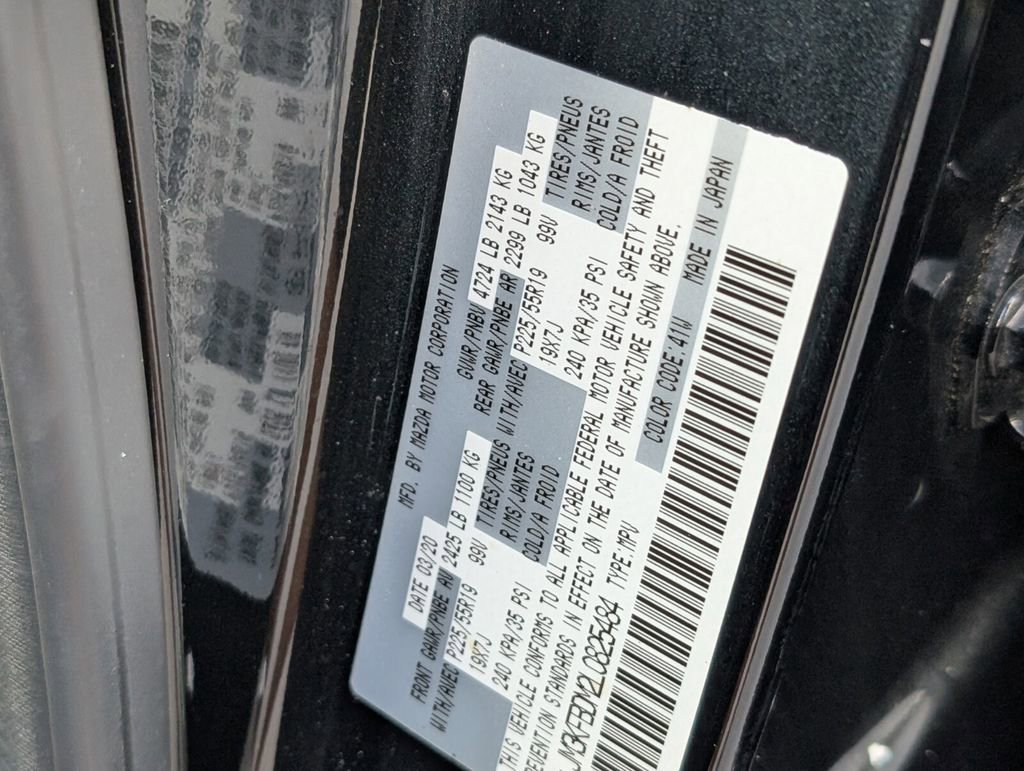 MFD. BY MAZDA MOTOR CORPORATION
DATE 03/20 GVWR/PNBV 4724 LB 2143 KG
FRONT GAWR/PNBE AV 2425 LB 1100 KG REAR GAWR/PNBE AR 2299 LB 1043 KG
WITH/AVEC P225/55R19 99V TIRES/PNEUS WITH/AVEC P225/55R19 99V TIRES/PNEUS
19X7J RIMS/JANTES 19X7J RIMS/JANTES
240 KPA/35 PSI COLD/A FROID 240 KPA/35 PSI COLD/A FROID
THIS VEHICLE CONFORMS TO ALL APPLICABLE FEDERAL MOTOR VEHICLE SAFETY AND THEFT
PREVENTION STANDARDS IN EFFECT ON THE DATE OF MANUFACTURE SHOWN ABOVE.
TYPE:MPV COLOR CODE:41W MADE IN JAPAN